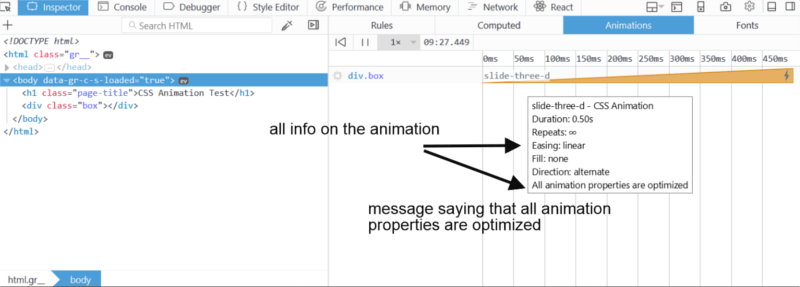 Inspector Console Debugger Style Editor Performance Memory Network React
+ Search HTML
Rules Computed Animations Fonts
<!DOCTYPE html>
<html class="gr__"> ev
<head>…</head>
<body data-gr-c-s-loaded="true"> ev
<h1 class="page-title">CSS Animation Test</h1>
<div class="box"></div>
</body>
</html>
1× 09:27.449
0ms 50ms 100ms 150ms 200ms 250ms 300ms 350ms 400ms 450ms
div.box slide-three-d
slide-three-d - CSS Animation
Duration: 0.50s
Repeats: ∞
Easing: linear
Fill: none
Direction: alternate
All animation properties are optimized
all info on the animation
message saying that all animation
properties are optimized
html.gr__ body